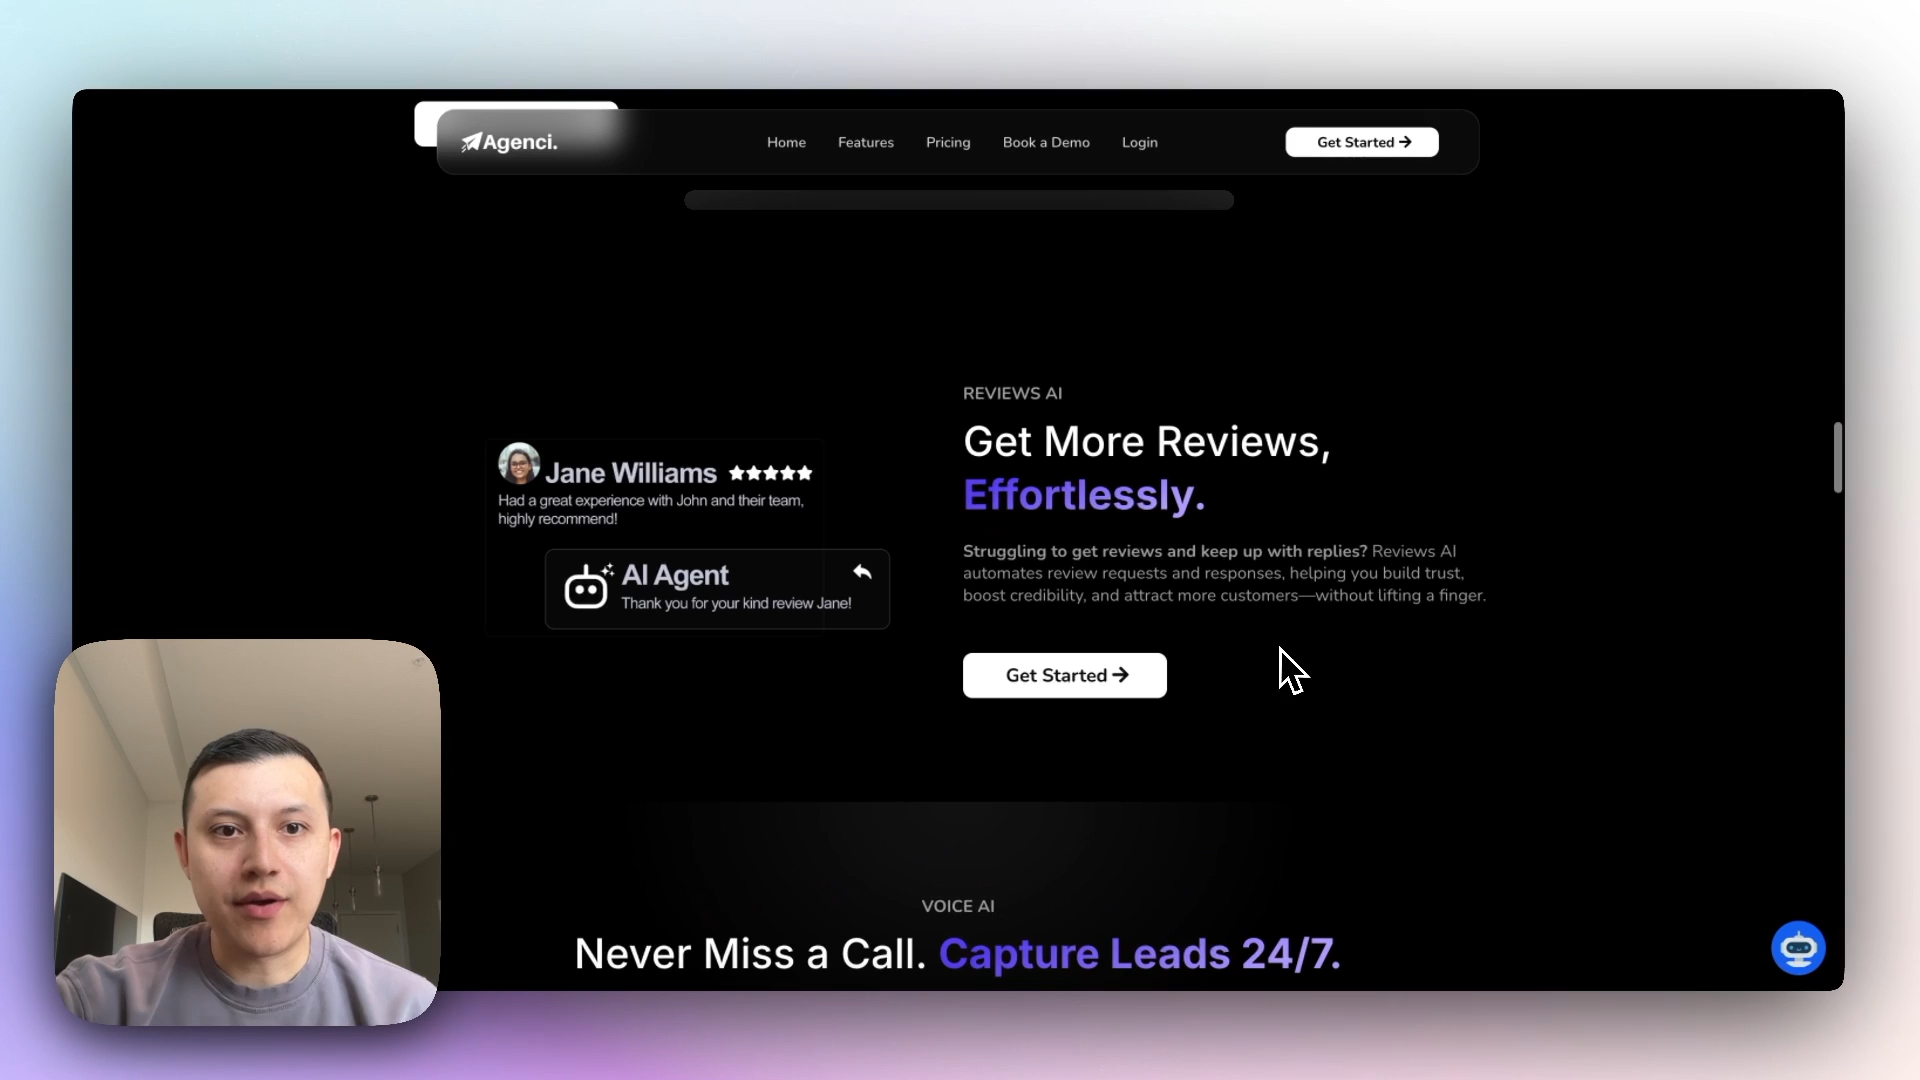 Agenci.
Home
Features
Pricing
Book a Demo
Login
Get Started
REVIEWS AI
Get More Reviews,
Effortlessly.
Struggling to get reviews and keep up with replies? Reviews AI
automates review requests and responses, helping you build trust,
boost credibility, and attract more customers—without lifting a finger.
Get Started
Jane Williams
Had a great experience with John and their team,
highly recommend!
AI Agent
Thank you for your kind review Jane!
VOICE AI
Never Miss a Call. Capture Leads 24/7.